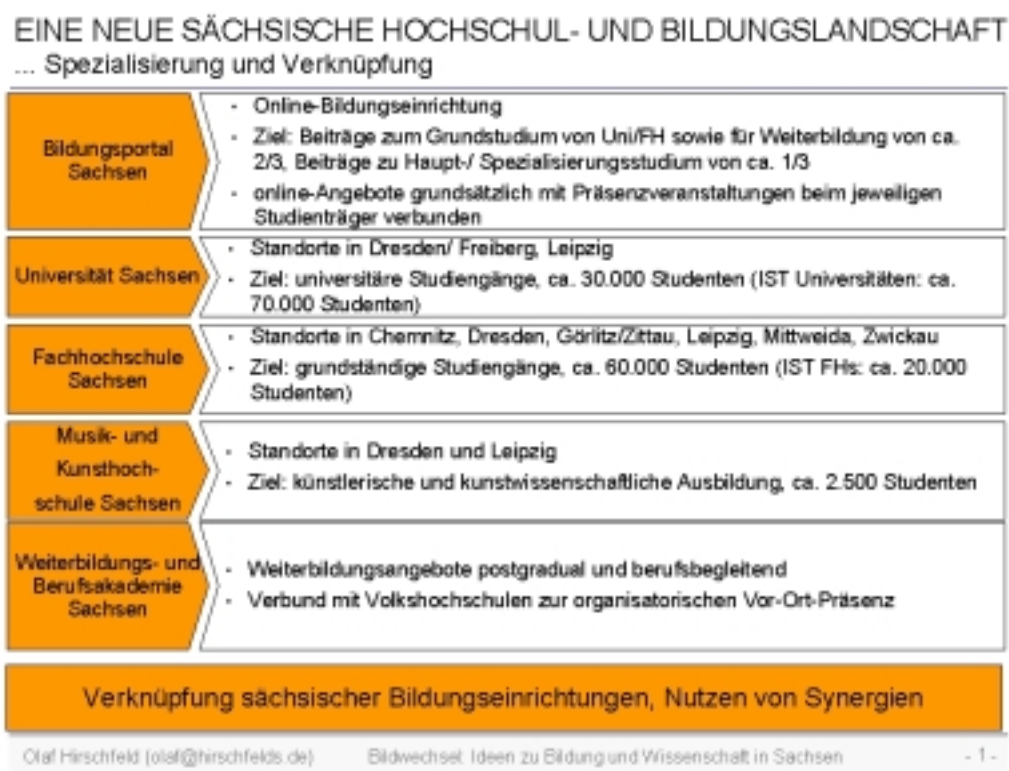 EINE NEUE SÄCHSISCHE HOCHSCHUL- UND BILDUNGSLANDSCHAFT
... Spezialisierung und Verknüpfung
Bildungsportal
Sachsen
- Online-Bildungseinrichtung
- Ziel: Beiträge zum Grundstudium von Uni/FH sowie für Weiterbildung von ca.
2/3, Beiträge zu Haupt-/ Spezialisierungsstudium von ca. 1/3
- online-Angebote grundsätzlich mit Präsenzveranstaltungen beim jeweiligen
Studienträger verbunden
Universität Sachsen
- Standorte in Dresden/ Freiberg, Leipzig
- Ziel: universitäre Studiengänge, ca. 30.000 Studenten (IST Universitäten: ca.
70.000 Studenten)
Fachhochschule
Sachsen
- Standorte in Chemnitz, Dresden, Görlitz/Zittau, Leipzig, Mittweida, Zwickau
- Ziel: grundständige Studiengänge, ca. 60.000 Studenten (IST FHs: ca. 20.000
Studenten)
Musik- und
Kunsthoch-
schule Sachsen
- Standorte in Dresden und Leipzig
- Ziel: künstlerische und kunstwissenschaftliche Ausbildung, ca. 2.500 Studenten
Weiterbildungs- und
Berufsakademie
Sachsen
- Weiterbildungsangebote postgradual und berufsbegleitend
- Verbund mit Volkshochschulen zur organisatorischen Vor-Ort-Präsenz
Verknüpfung sächsischer Bildungseinrichtungen, Nutzen von Synergien
Olaf Hirschfeld (olaf@hirschfelds.de) Bildwechsel: Ideen zu Bildung und Wissenschaft in Sachsen - 1 -